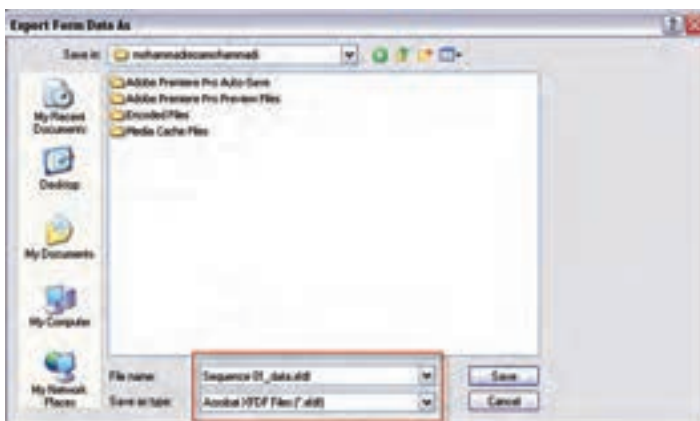 Export Form Data As
Save in:
My Recent Documents
Desktop
My Documents
My Computer
My Network Places
Adobe Premiere Pro Auto-Save
Adobe Premiere Pro Preview Files
Encoded Files
Media Cache Files
File name: Sequence 01_data.xfdf
Save as type: Acrobat XFDF Files (*.xfdf)
Save
Cancel